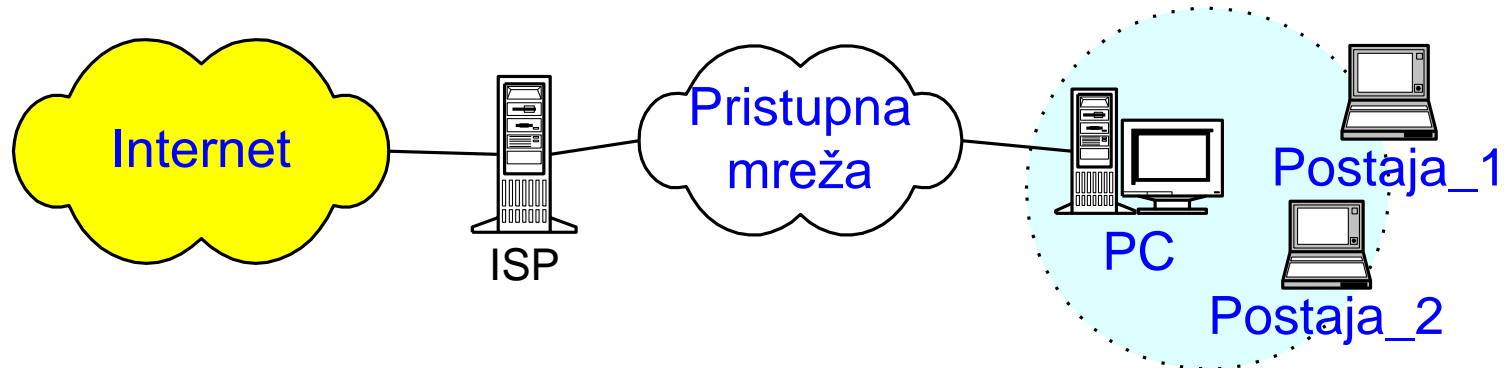 Internet
ISP
Pristupna
mreža
PC
Postaja_1
Postaja_2